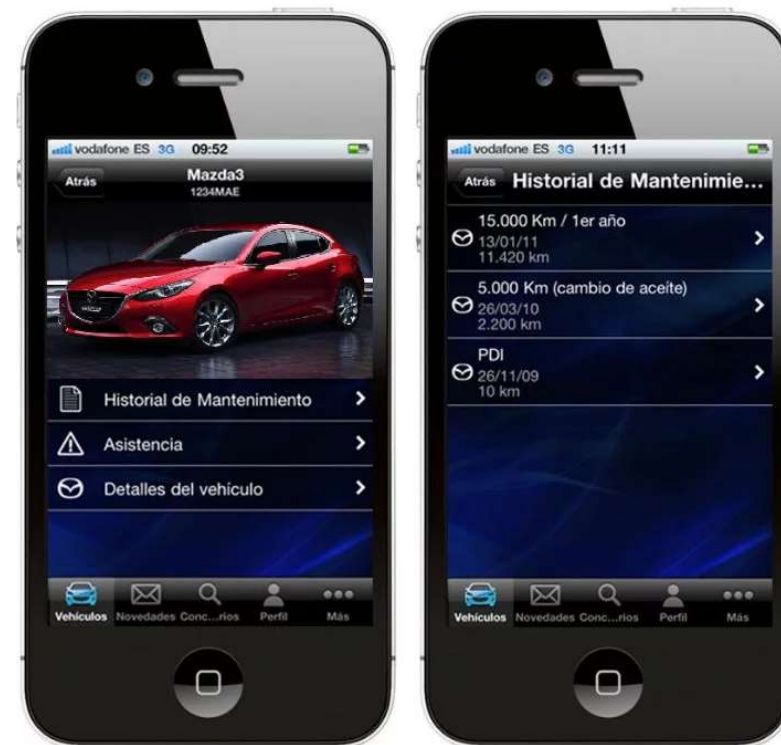 vodafone ES 3G 09:52
Atrás
Mazda3
1234MAE
Historial de Mantenimiento
Asistencia
Detalles del vehículo
Vehículos Novedades Conc...rios Perfil Más
vodafone ES 3G 11:11
Atrás Historial de Mantenimie...
15.000 Km / 1er año
13/01/11
11.420 km
5.000 Km (cambio de aceite)
26/03/10
2.200 km
PDI
26/11/09
10 km
Vehículos Novedades Conc...rios Perfil Más